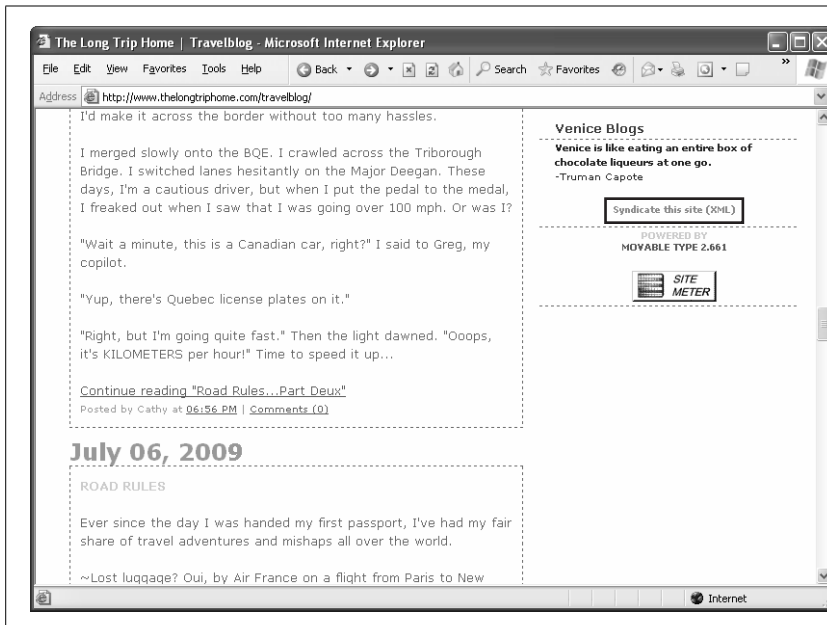 The Long Trip Home | Travelblog - Microsoft Internet Explorer
File Edit View Favorites Tools Help Back Search Favorites »
Address http://www.thelongtriphome.com/travelblog/
I'd make it across the border without too many hassles.
I merged slowly onto the BQE. I crawled across the Triborough
Bridge. I switched lanes hesitantly on the Major Deegan. These
days, I'm a cautious driver, but when I put the pedal to the medal,
I freaked out when I saw that I was going over 100 mph. Or was I?
"Wait a minute, this is a Canadian car, right?" I said to Greg, my
copilot.
"Yup, there's Quebec license plates on it."
"Right, but I'm going quite fast." Then the light dawned. "Ooops,
it's KILOMETERS per hour!" Time to speed it up...
Continue reading "Road Rules...Part Deux"
Posted by Cathy at 06:56 PM | Comments (0)
July 06, 2009
ROAD RULES
Ever since the day I was handed my first passport, I've had my fair
share of travel adventures and mishaps all over the world.
~Lost luggage? Oui, by Air France on a flight from Paris to New
Venice Blogs
Venice is like eating an entire box of
chocolate liqueurs at one go.
-Truman Capote
Syndicate this site (XML)
POWERED BY
MOVABLE TYPE 2.661
SITE
METER
Internet